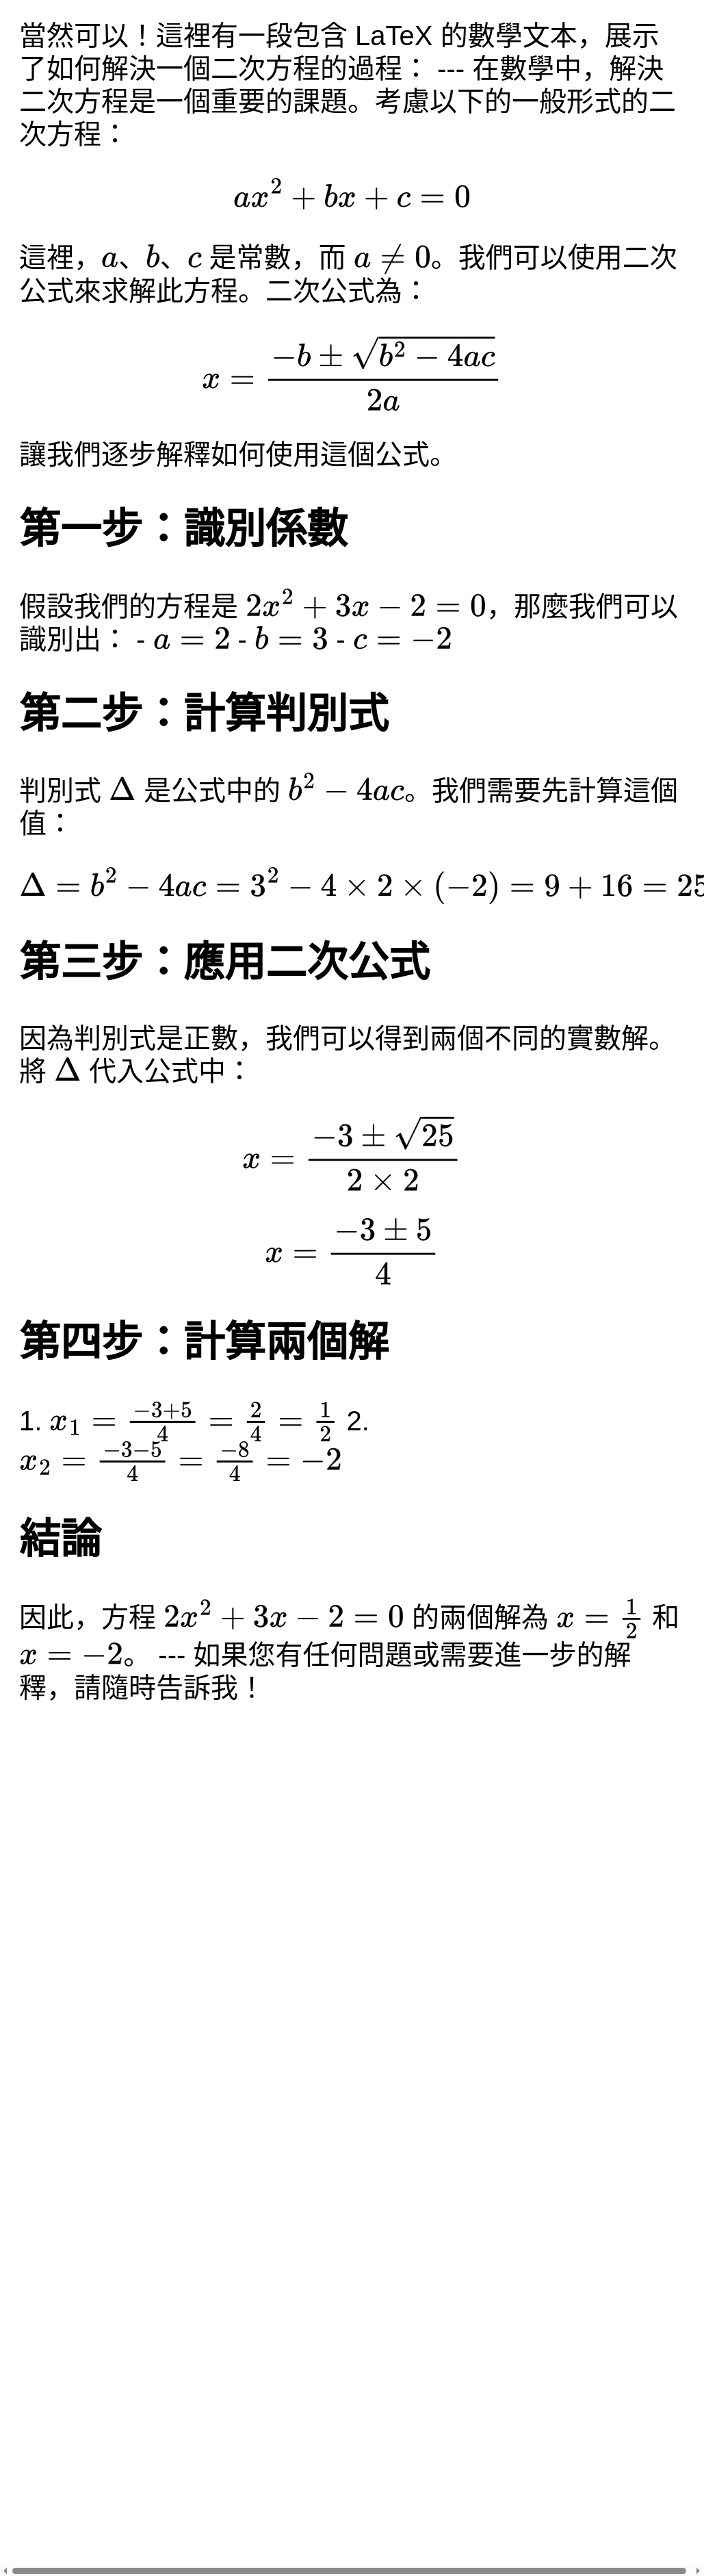 當然可以！這裡有一段包含 LaTeX 的數學文本，展示
了如何解決一個二次方程的過程： --- 在數學中，解決
二次方程是一個重要的課題。考慮以下的一般形式的二
次方程：
$ax^2 + bx + c = 0$
這裡，$a$、$b$、$c$ 是常數，而 $a \neq 0$。我們可以使用二次
公式來求解此方程。二次公式為：
$x = \frac{-b \pm \sqrt{b^2 - 4ac}}{2a}$
讓我們逐步解釋如何使用這個公式。
第一步：識別係數
假設我們的方程是 $2x^2 + 3x - 2 = 0$，那麼我們可以
識別出： - $a = 2$ - $b = 3$ - $c = -2$
第二步：計算判別式
判別式 $\Delta$ 是公式中的 $b^2 - 4ac$。我們需要先計算這個
值：
$\Delta = b^2 - 4ac = 3^2 - 4 \times 2 \times (-2) = 9 + 16 = 25$
第三步：應用二次公式
因為判別式是正數，我們可以得到兩個不同的實數解。
將 $\Delta$ 代入公式中：
$x = \frac{-3 \pm \sqrt{25}}{2 \times 2}$
$x = \frac{-3 \pm 5}{4}$
第四步：計算兩個解
1. $x_1 = \frac{-3+5}{4} = \frac{2}{4} = \frac{1}{2}$ 2.
$x_2 = \frac{-3-5}{4} = \frac{-8}{4} = -2$
結論
因此，方程 $2x^2 + 3x - 2 = 0$ 的兩個解為 $x = \frac{1}{2}$ 和
$x = -2$。 --- 如果您有任何問題或需要進一步的解
釋，請隨時告訴我！